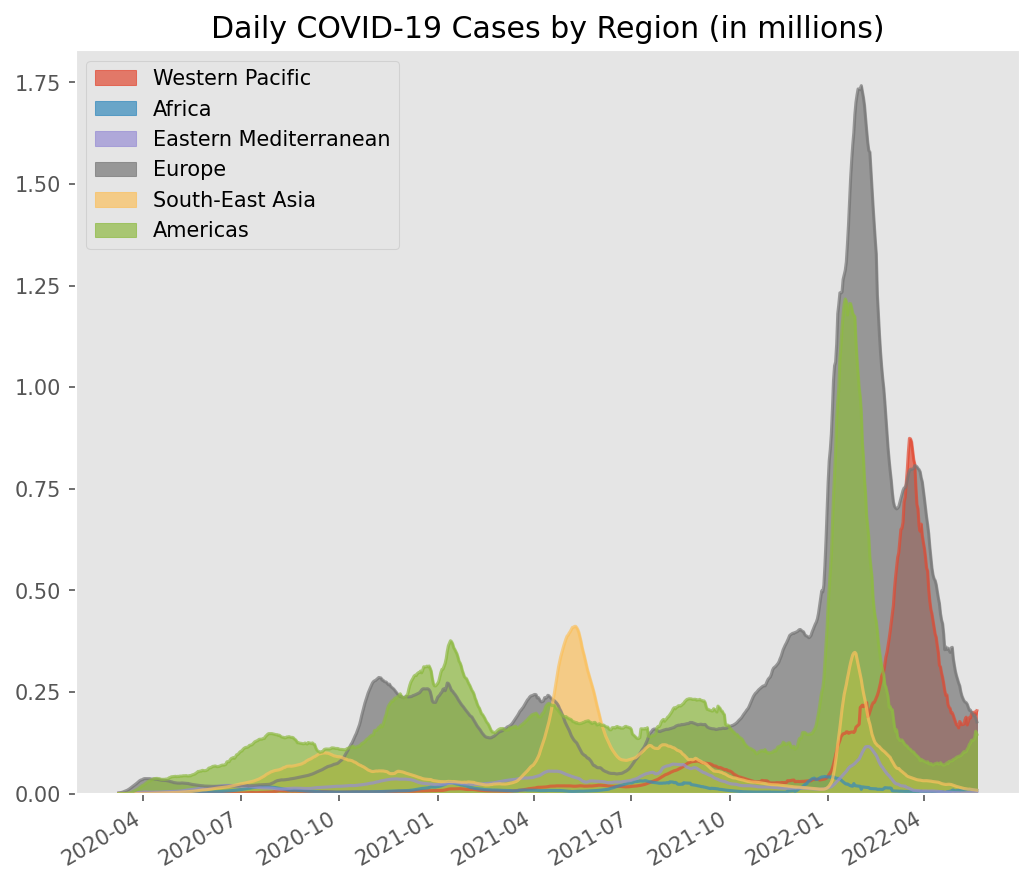 Daily COVID-19 Cases by Region (in millions)
Western Pacific
Africa
Eastern Mediterranean
Europe
South-East Asia
Americas
1.75
1.50
1.25
1.00
0.75
0.50
0.25
0.00
2020-04
2020-07
2020-10
2021-01
2021-04
2021-07
2021-10
2022-01
2022-04